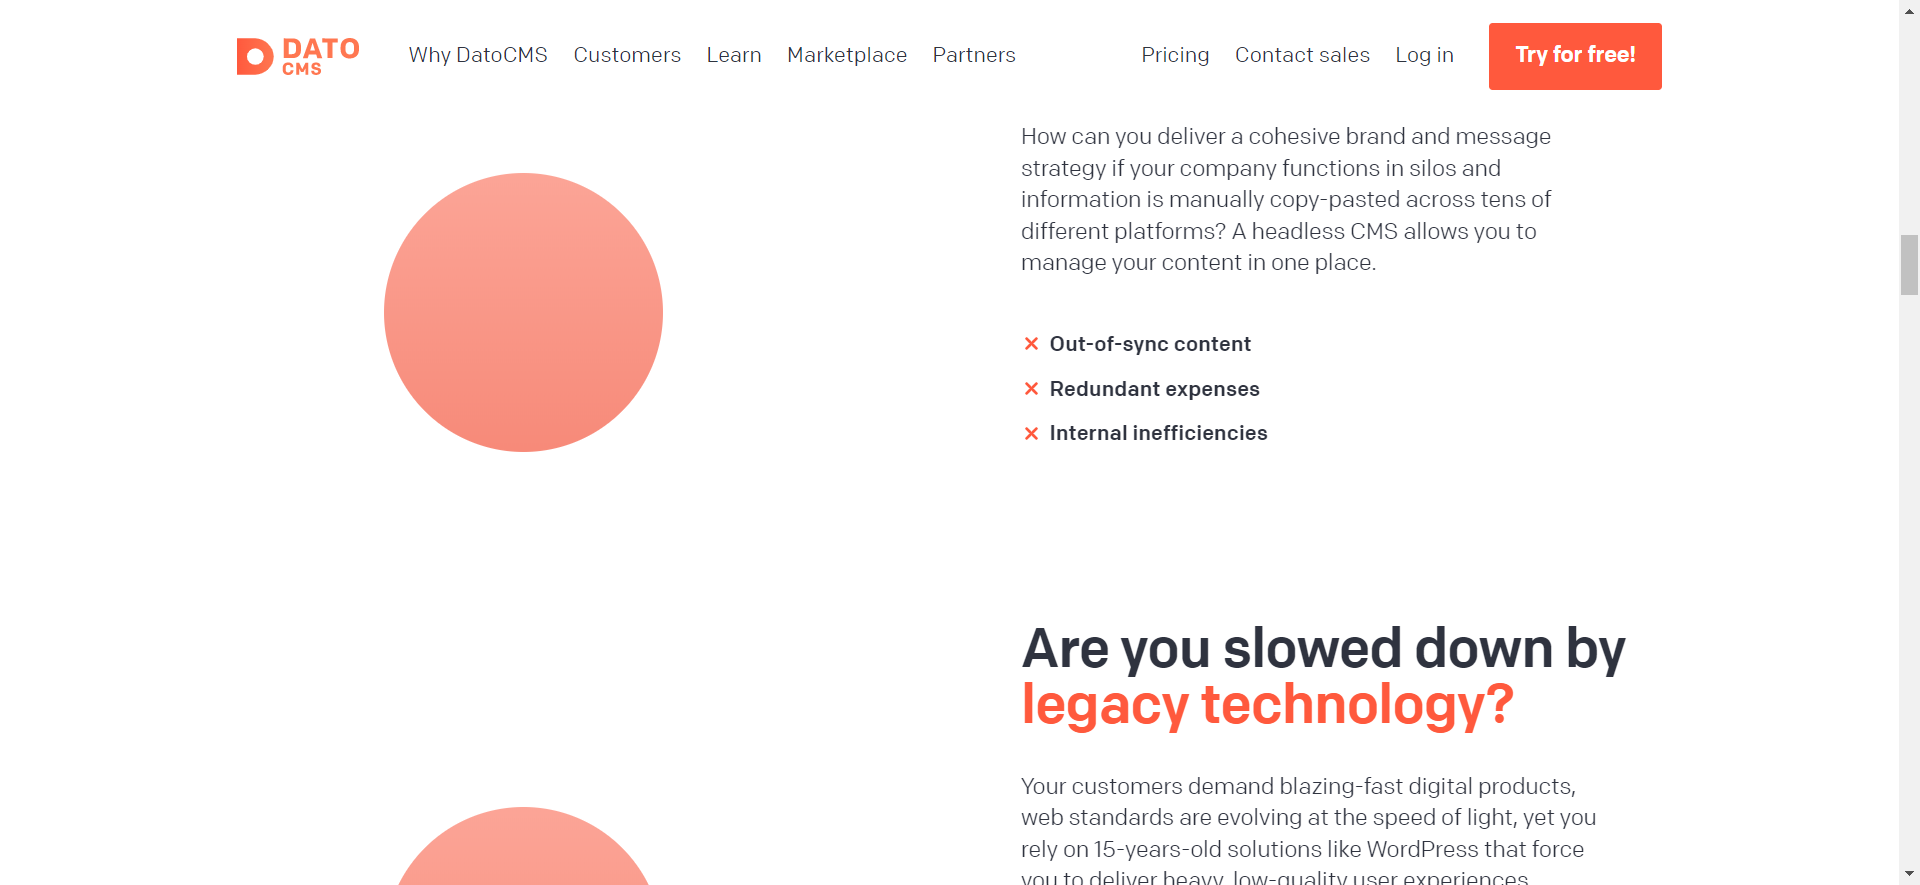 DATO
CMS
Why DatoCMS Customers Learn Marketplace Partners Pricing Contact sales Log in Try for free!
How can you deliver a cohesive brand and message
strategy if your company functions in silos and
information is manually copy-pasted across tens of
different platforms? A headless CMS allows you to
manage your content in one place.
Out-of-sync content
Redundant expenses
Internal inefficiencies
Are you slowed down by
legacy technology?
Your customers demand blazing-fast digital products,
web standards are evolving at the speed of light, yet you
rely on 15-years-old solutions like WordPress that force
you to deliver heavy, low-quality user experiences.